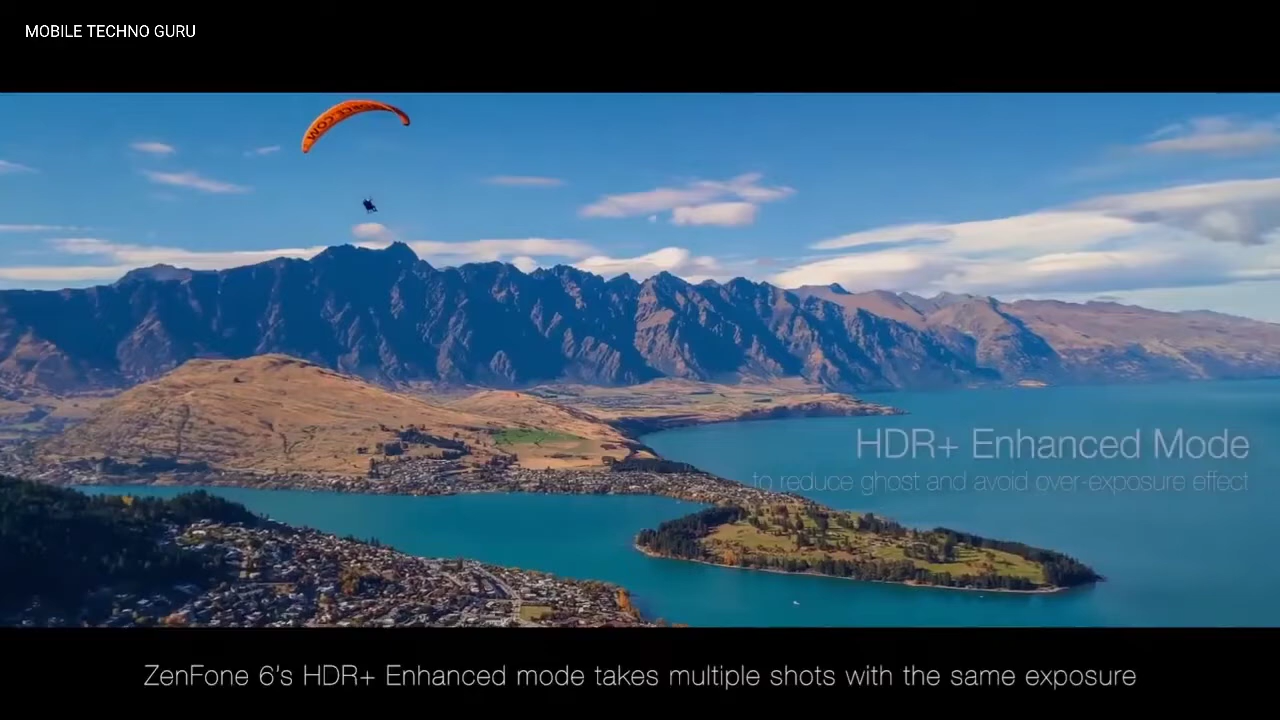 MOBILE TECHNO GURU
HDR+ Enhanced Mode
to reduce ghost and avoid over-exposure effect
ZenFone 6's HDR+ Enhanced mode takes multiple shots with the same exposure